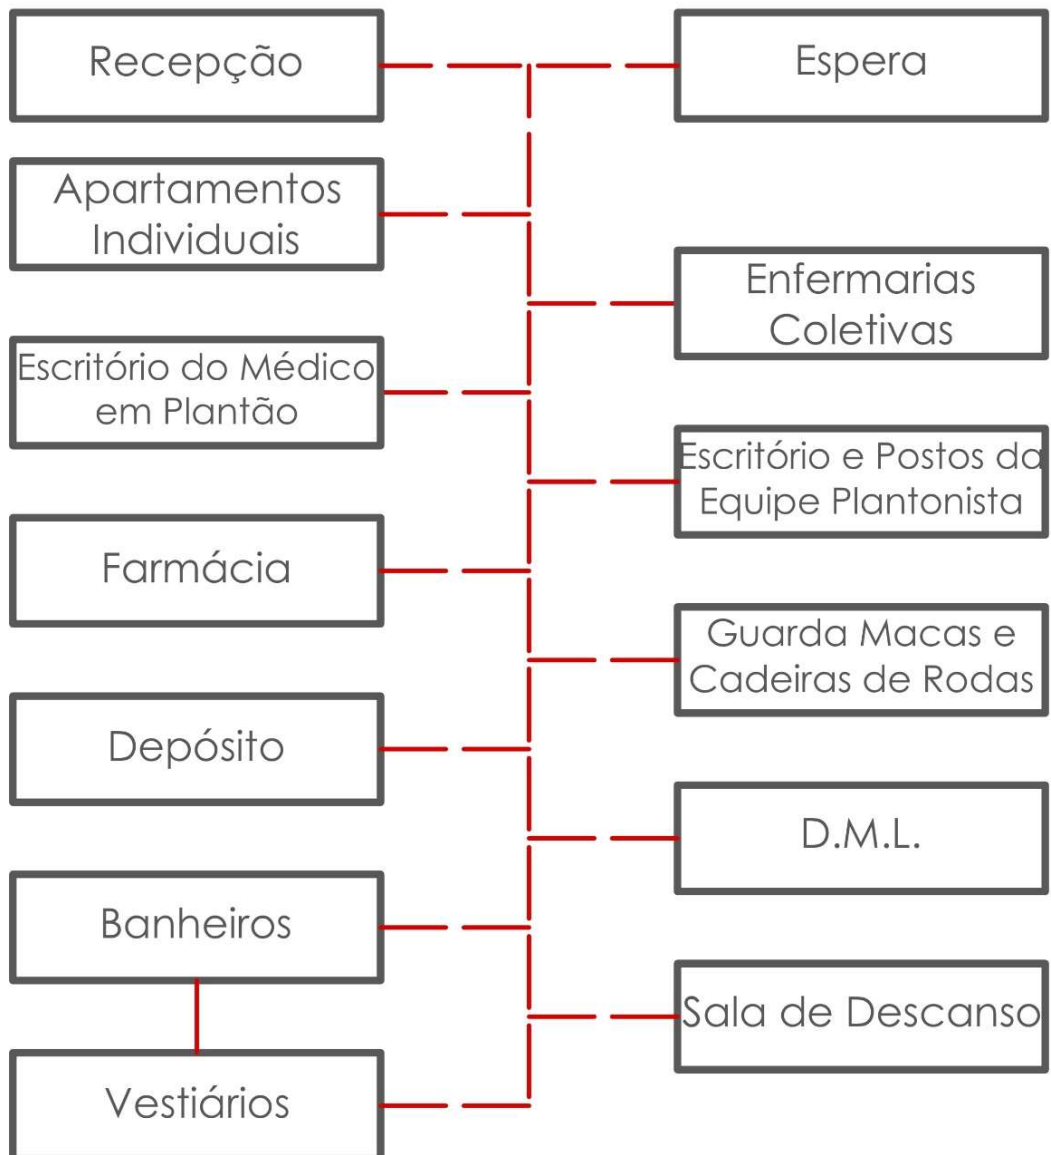 Recepção
Espera
Apartamentos
Individuais
Enfermarias
Coletivas
Escritório do Médico
em Plantão
Escritório e Postos da
Equipe Plantonista
Farmácia
Guarda Macas e
Cadeiras de Rodas
Depósito
D.M.L.
Banheiros
Sala de Descanso
Vestiários